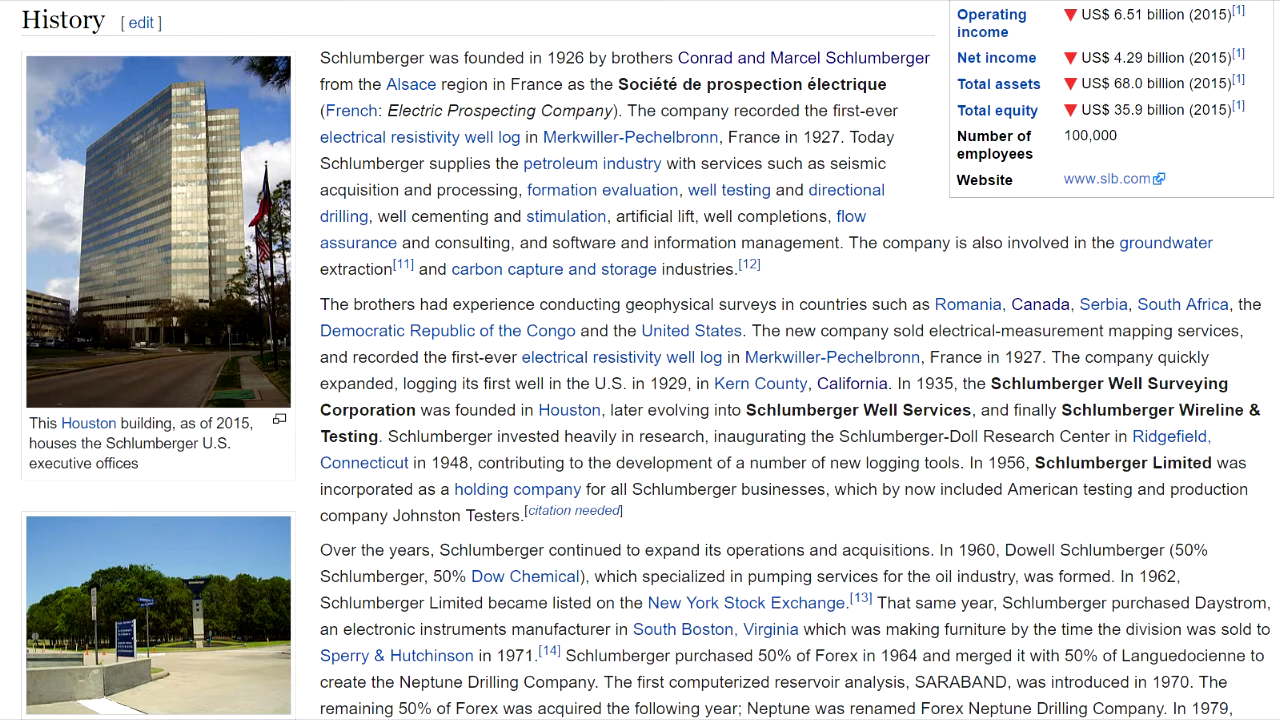 History [ edit ]
Operating income US$ 6.51 billion (2015)[1]
Net income US$ 4.29 billion (2015)[1]
Total assets US$ 68.0 billion (2015)[1]
Total equity US$ 35.9 billion (2015)[1]
Number of employees 100,000
Website www.slb.com
Schlumberger was founded in 1926 by brothers Conrad and Marcel Schlumberger
from the Alsace region in France as the Société de prospection électrique
(French: Electric Prospecting Company). The company recorded the first-ever
electrical resistivity well log in Merkwiller-Pechelbronn, France in 1927. Today
Schlumberger supplies the petroleum industry with services such as seismic
acquisition and processing, formation evaluation, well testing and directional
drilling, well cementing and stimulation, artificial lift, well completions, flow
assurance and consulting, and software and information management. The company is also involved in the groundwater
extraction[11] and carbon capture and storage industries.[12]
The brothers had experience conducting geophysical surveys in countries such as Romania, Canada, Serbia, South Africa, the
Democratic Republic of the Congo and the United States. The new company sold electrical-measurement mapping services,
and recorded the first-ever electrical resistivity well log in Merkwiller-Pechelbronn, France in 1927. The company quickly
expanded, logging its first well in the U.S. in 1929, in Kern County, California. In 1935, the Schlumberger Well Surveying
Corporation was founded in Houston, later evolving into Schlumberger Well Services, and finally Schlumberger Wireline &
Testing. Schlumberger invested heavily in research, inaugurating the Schlumberger-Doll Research Center in Ridgefield,
Connecticut in 1948, contributing to the development of a number of new logging tools. In 1956, Schlumberger Limited was
incorporated as a holding company for all Schlumberger businesses, which by now included American testing and production
company Johnston Testers.[citation needed]
Over the years, Schlumberger continued to expand its operations and acquisitions. In 1960, Dowell Schlumberger (50%
Schlumberger, 50% Dow Chemical), which specialized in pumping services for the oil industry, was formed. In 1962,
Schlumberger Limited became listed on the New York Stock Exchange.[13] That same year, Schlumberger purchased Daystrom,
an electronic instruments manufacturer in South Boston, Virginia which was making furniture by the time the division was sold to
Sperry & Hutchinson in 1971.[14] Schlumberger purchased 50% of Forex in 1964 and merged it with 50% of Languedocienne to
create the Neptune Drilling Company. The first computerized reservoir analysis, SARABAND, was introduced in 1970. The
remaining 50% of Forex was acquired the following year; Neptune was renamed Forex Neptune Drilling Company. In 1979,
This Houston building, as of 2015,
houses the Schlumberger U.S.
executive offices